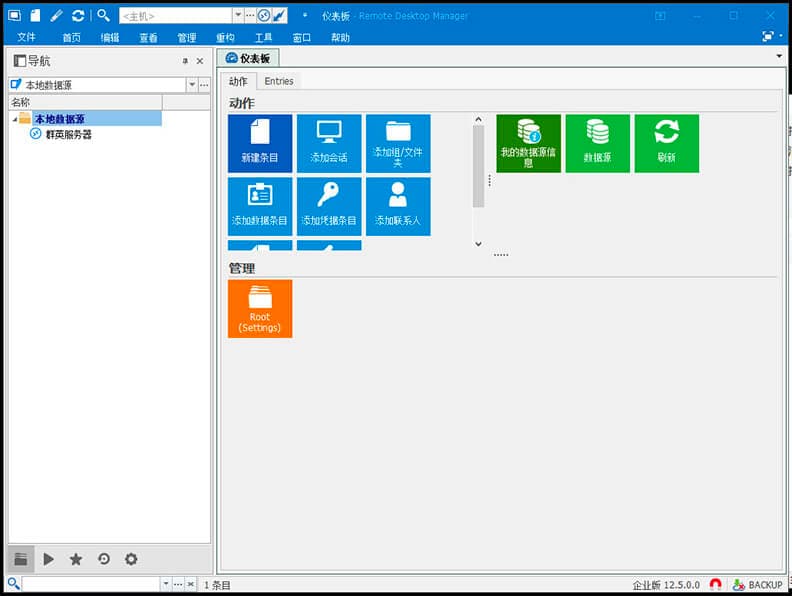 <主机>
仪表板 - Remote Desktop Manager
文件 首页 编辑 查看 管理 重构 工具 窗口 帮助
导航
仪表板
本地数据源
动作 Entries
名称
动作
本地数据源
群英服务器
新建条目
添加会话
添加组/文件
夹
我的数据源信
息
数据源
刷新
添加数据条目
添加凭据条目
添加联系人
管理
Root
(Settings)
1 条目
企业版 12.5.0.0
BACKUP